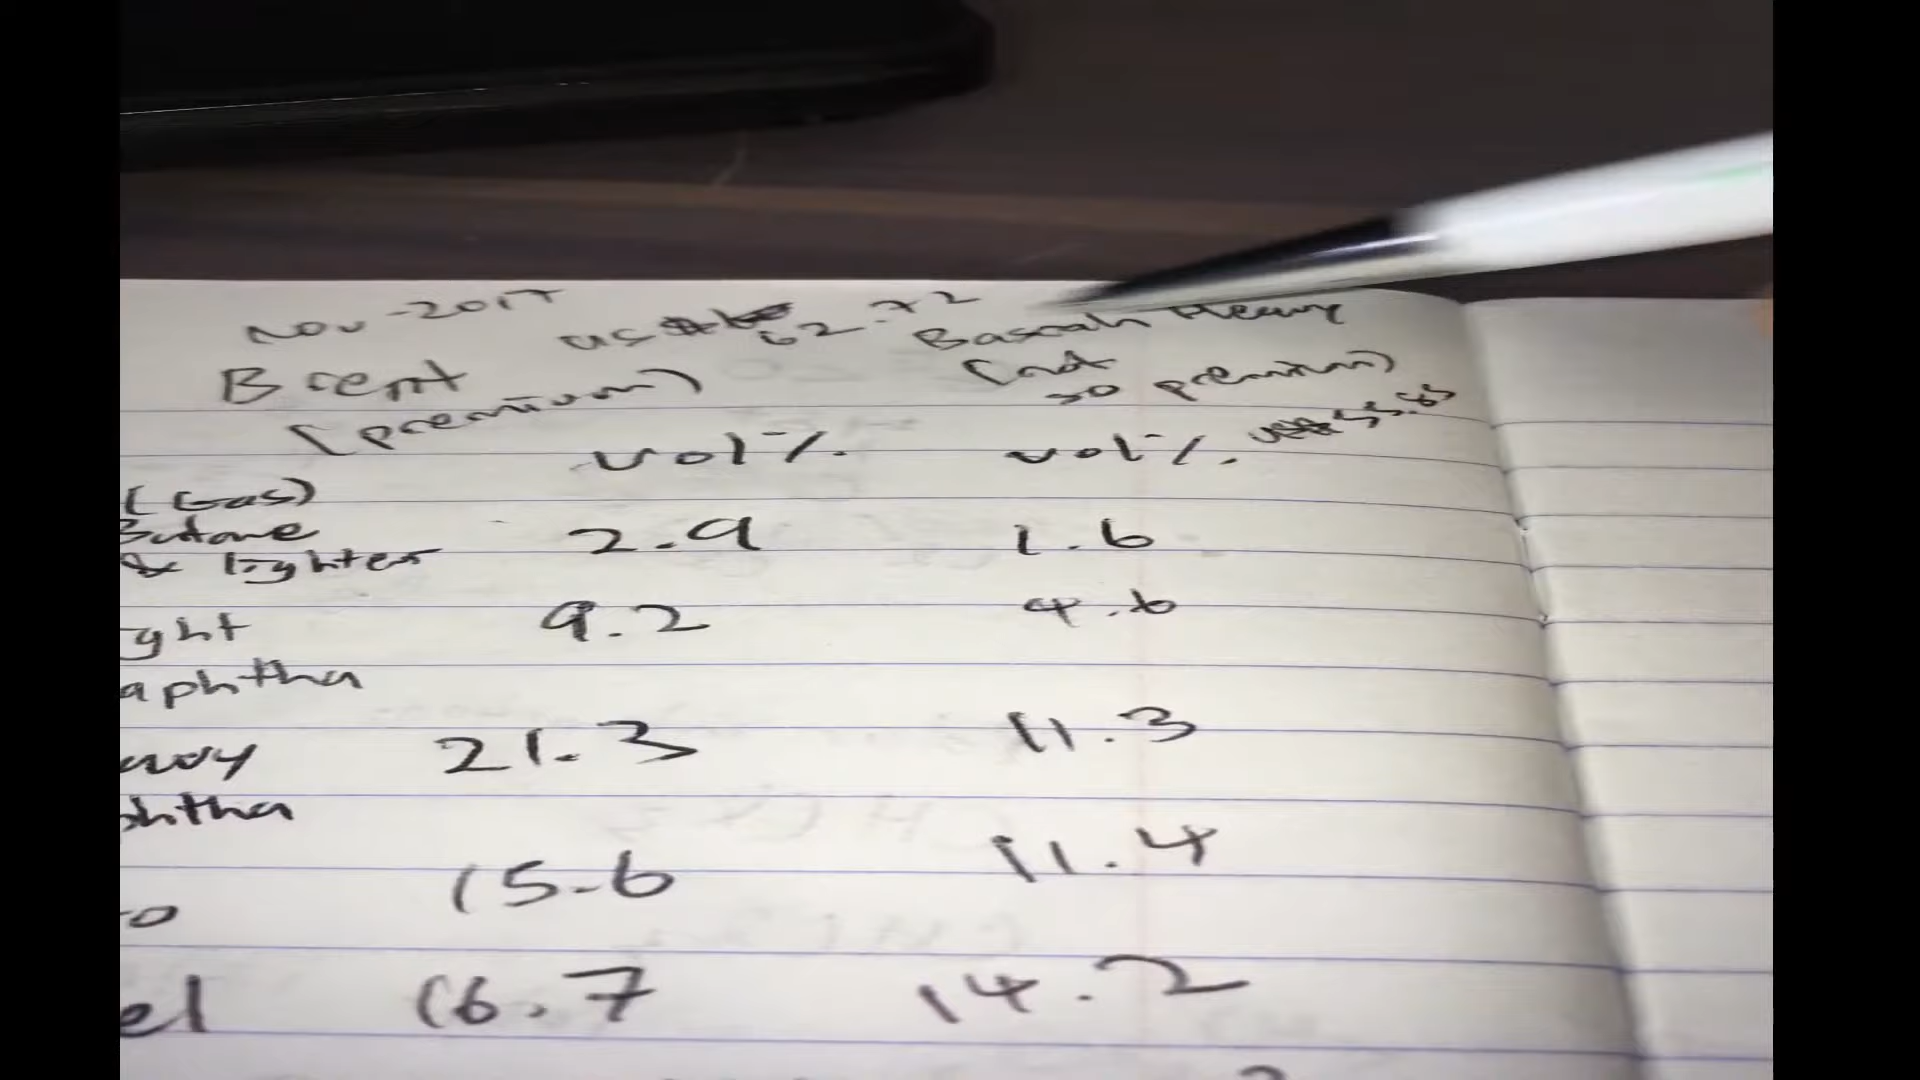 Nov-2017 US$ 62.72 Basrah Heavy
Brent (not
(premium) so premium)
vol% vol%.
(Gas)
Butane 2.9 1.6
& lighter
ght 9.2 4.6
aphtha
avy 21.3 11.3
phtha
15.6 11.4
ro
el 16.7 14.2